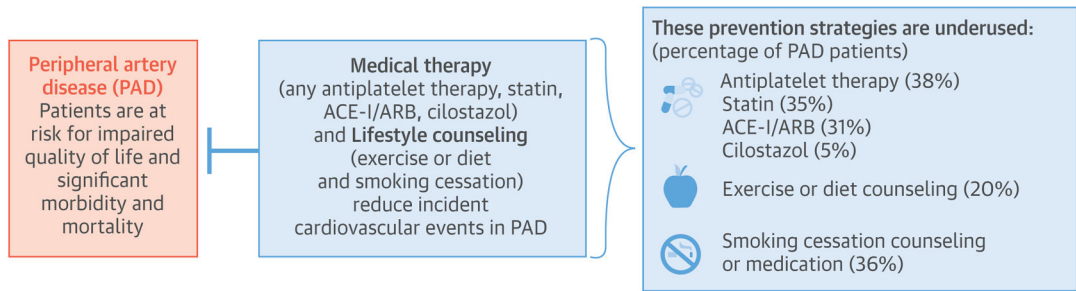 Peripheral artery
disease (PAD)
Patients are at
risk for impaired
quality of life and
significant
morbidity and
mortality
Medical therapy
(any antiplatelet therapy, statin,
ACE-I/ARB, cilostazol)
and Lifestyle counseling
(exercise or diet
and smoking cessation)
reduce incident
cardiovascular events in PAD
These prevention strategies are underused:
(percentage of PAD patients)
Antiplatelet therapy (38%)
Statin (35%)
ACE-I/ARB (31%)
Cilostazol (5%)
Exercise or diet counseling (20%)
Smoking cessation counseling
or medication (36%)